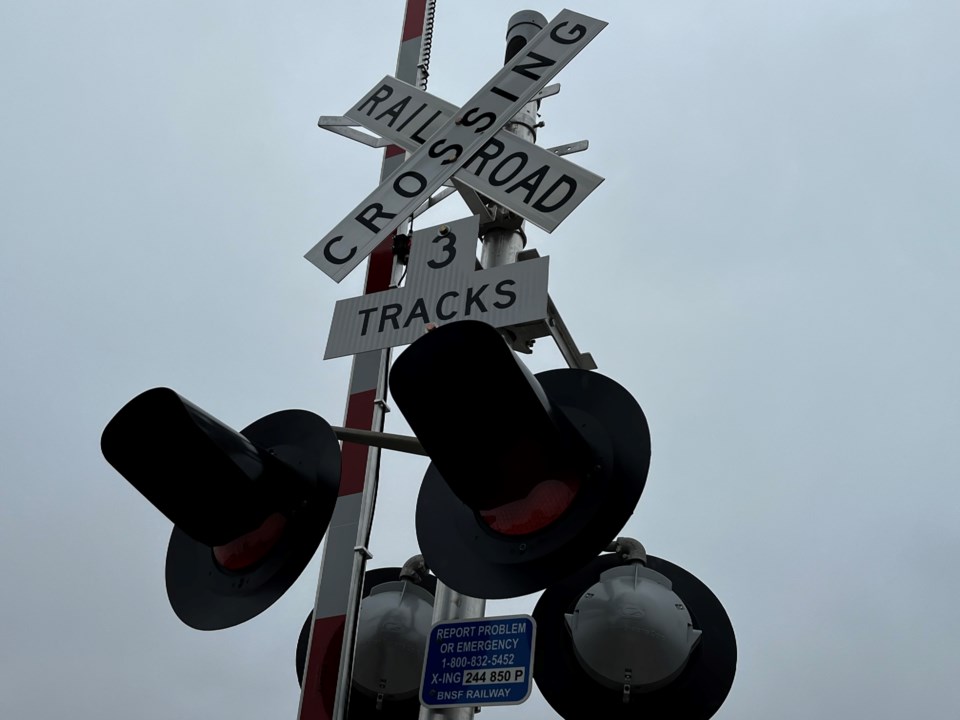 RAILROAD
CROSSING
3
TRACKS
REPORT PROBLEM
OR EMERGENCY
1-800-832-5452
X-ING 244 850 P
BNSF RAILWAY